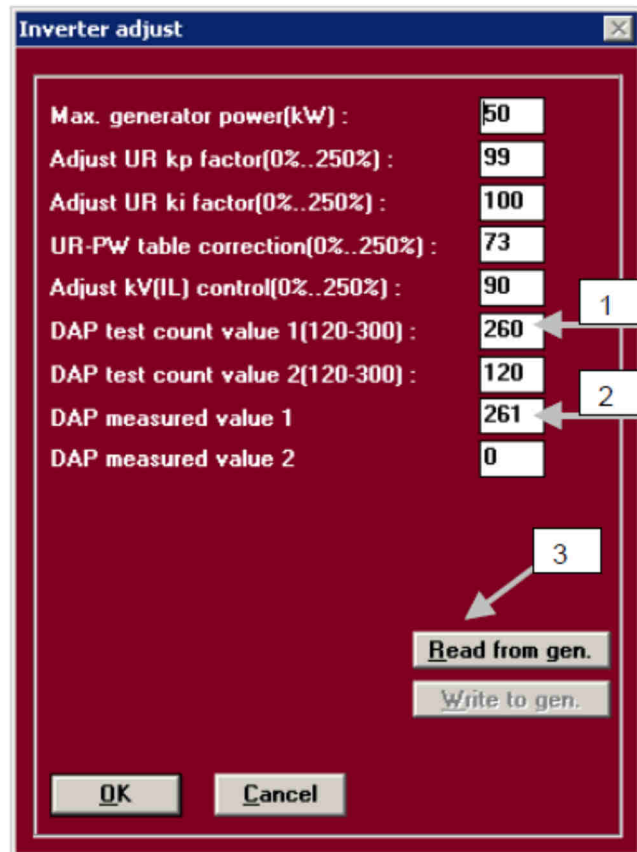 Inverter adjust
Max. generator power(kW) : 50
Adjust UR kp factor(0%..250%) : 99
Adjust UR ki factor(0%..250%) : 100
UR-PW table correction(0%..250%) : 73
Adjust kV(IL) control(0%..250%) : 90
1
DAP test count value 1(120-300) : 260
DAP test count value 2(120-300) : 120
2
DAP measured value 1 261
DAP measured value 2 0
3
Read from gen.
Write to gen.
OK Cancel